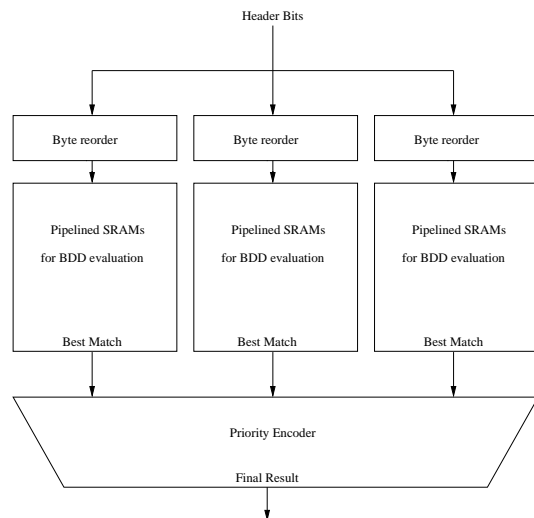 Header Bits
Byte reorder
Byte reorder
Byte reorder
Pipelined SRAMs
for BDD evaluation
Best Match
Pipelined SRAMs
for BDD evaluation
Best Match
Pipelined SRAMs
for BDD evaluation
Best Match
Priority Encoder
Final Result